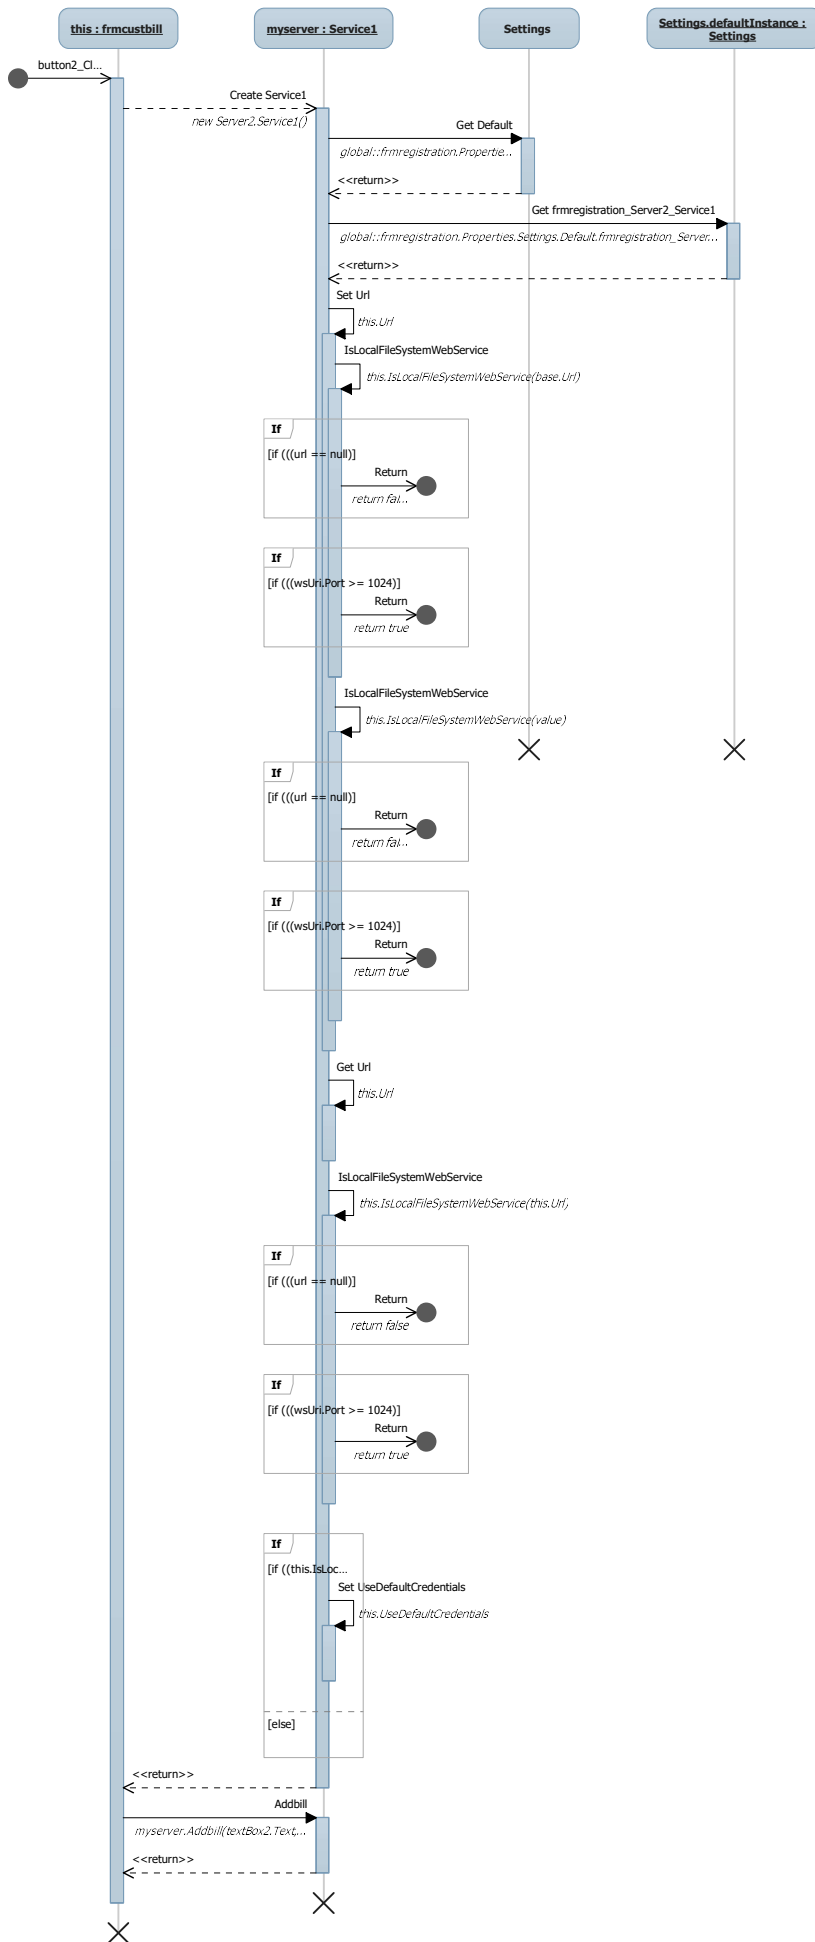 this : frmcustbill
myserver : Service1
Settings
Settings.defaultInstance :
Settings
button2_Cl...
Create Service1
new Server2.Service1()
Get Default
global::frmregistration.Propertie...
<<return>>
Get frmregistration_Server2_Service1
global::frmregistration.Properties.Settings.Default.frmregistration_Server...
<<return>>
Set Url
this.Url
IsLocalFileSystemWebService
this.IsLocalFileSystemWebService(base.Url)
If
[if (((url == null)]
Return
return fal...
If
[if (((wsUri.Port >= 1024)]
Return
return true
IsLocalFileSystemWebService
this.IsLocalFileSystemWebService(value)
If
[if (((url == null)]
Return
return fal...
If
[if (((wsUri.Port >= 1024)]
Return
return true
Get Url
this.Url
IsLocalFileSystemWebService
this.IsLocalFileSystemWebService(this.Url)
If
[if (((url == null)]
Return
return false
If
[if (((wsUri.Port >= 1024)]
Return
return true
If
[if ((this.IsLoc...
Set UseDefaultCredentials
this.UseDefaultCredentials
[else]
<<return>>
Addbill
myserver.Addbill(textBox2.Text,...
<<return>>